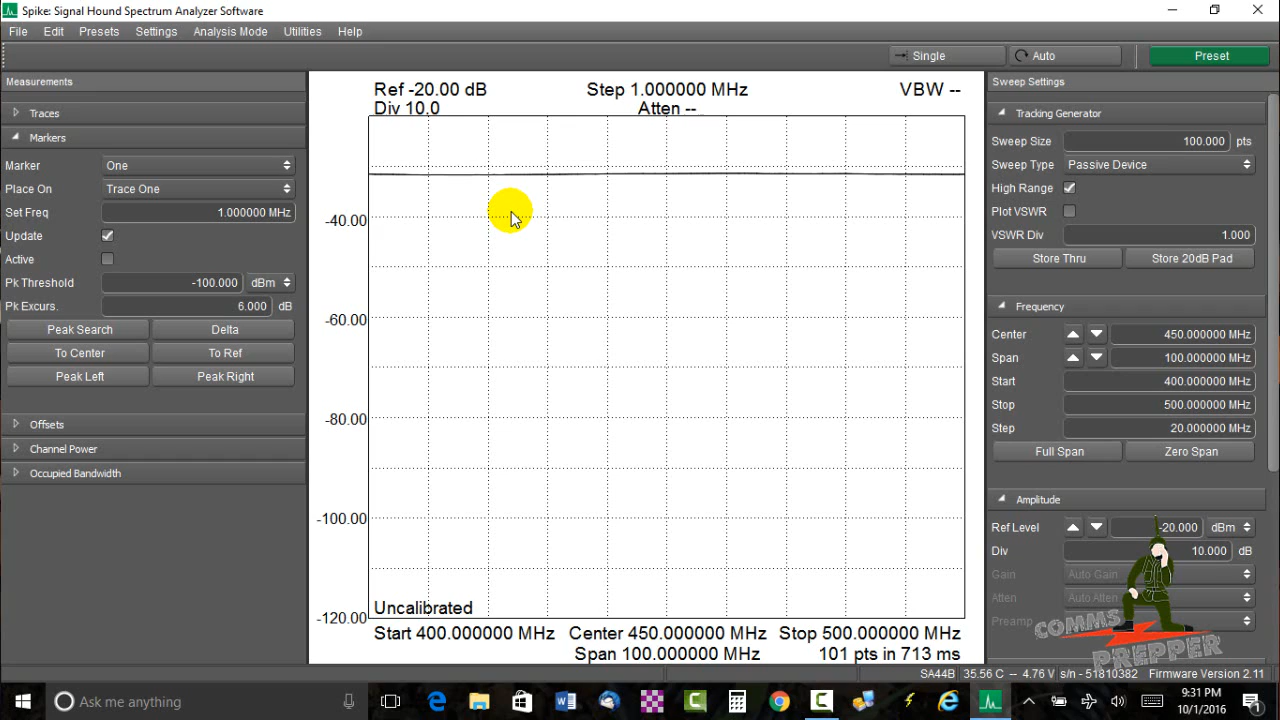 Spike: Signal Hound Spectrum Analyzer Software
File Edit Presets Settings Analysis Mode Utilities Help
Single Auto Preset
Measurements
Traces
Markers
Marker One
Place On Trace One
Set Freq 1.000000 MHz
Update
Active
Pk Threshold -100.000 dBm
Pk Excurs. 6.000 dB
Peak Search Delta
To Center To Ref
Peak Left Peak Right
Offsets
Channel Power
Occupied Bandwidth
Ref -20.00 dB Step 1.000000 MHz VBW --
Div 10.0 Atten --
-40.00
-60.00
-80.00
-100.00
-120.00
Uncalibrated
Start 400.000000 MHz Center 450.000000 MHz Stop 500.000000 MHz
Span 100.000000 MHz 101 pts in 713 ms
Sweep Settings
Tracking Generator
Sweep Size 100.000 pts
Sweep Type Passive Device
High Range
Plot VSWR
VSWR Div 1.000
Store Thru Store 20dB Pad
Frequency
Center 450.000000 MHz
Span 100.000000 MHz
Start 400.000000 MHz
Stop 500.000000 MHz
Step 20.000000 MHz
Full Span Zero Span
Amplitude
Ref Level -20.000 dBm
Div 10.000 dB
Gain Auto Gain
Atten Auto Atten
Preamp
COMMS
PREPPER
SA44B 35.56 C -- 4.76 V s/n - 51810382 Firmware Version 2.11
Ask me anything
9:31 PM
10/1/2016